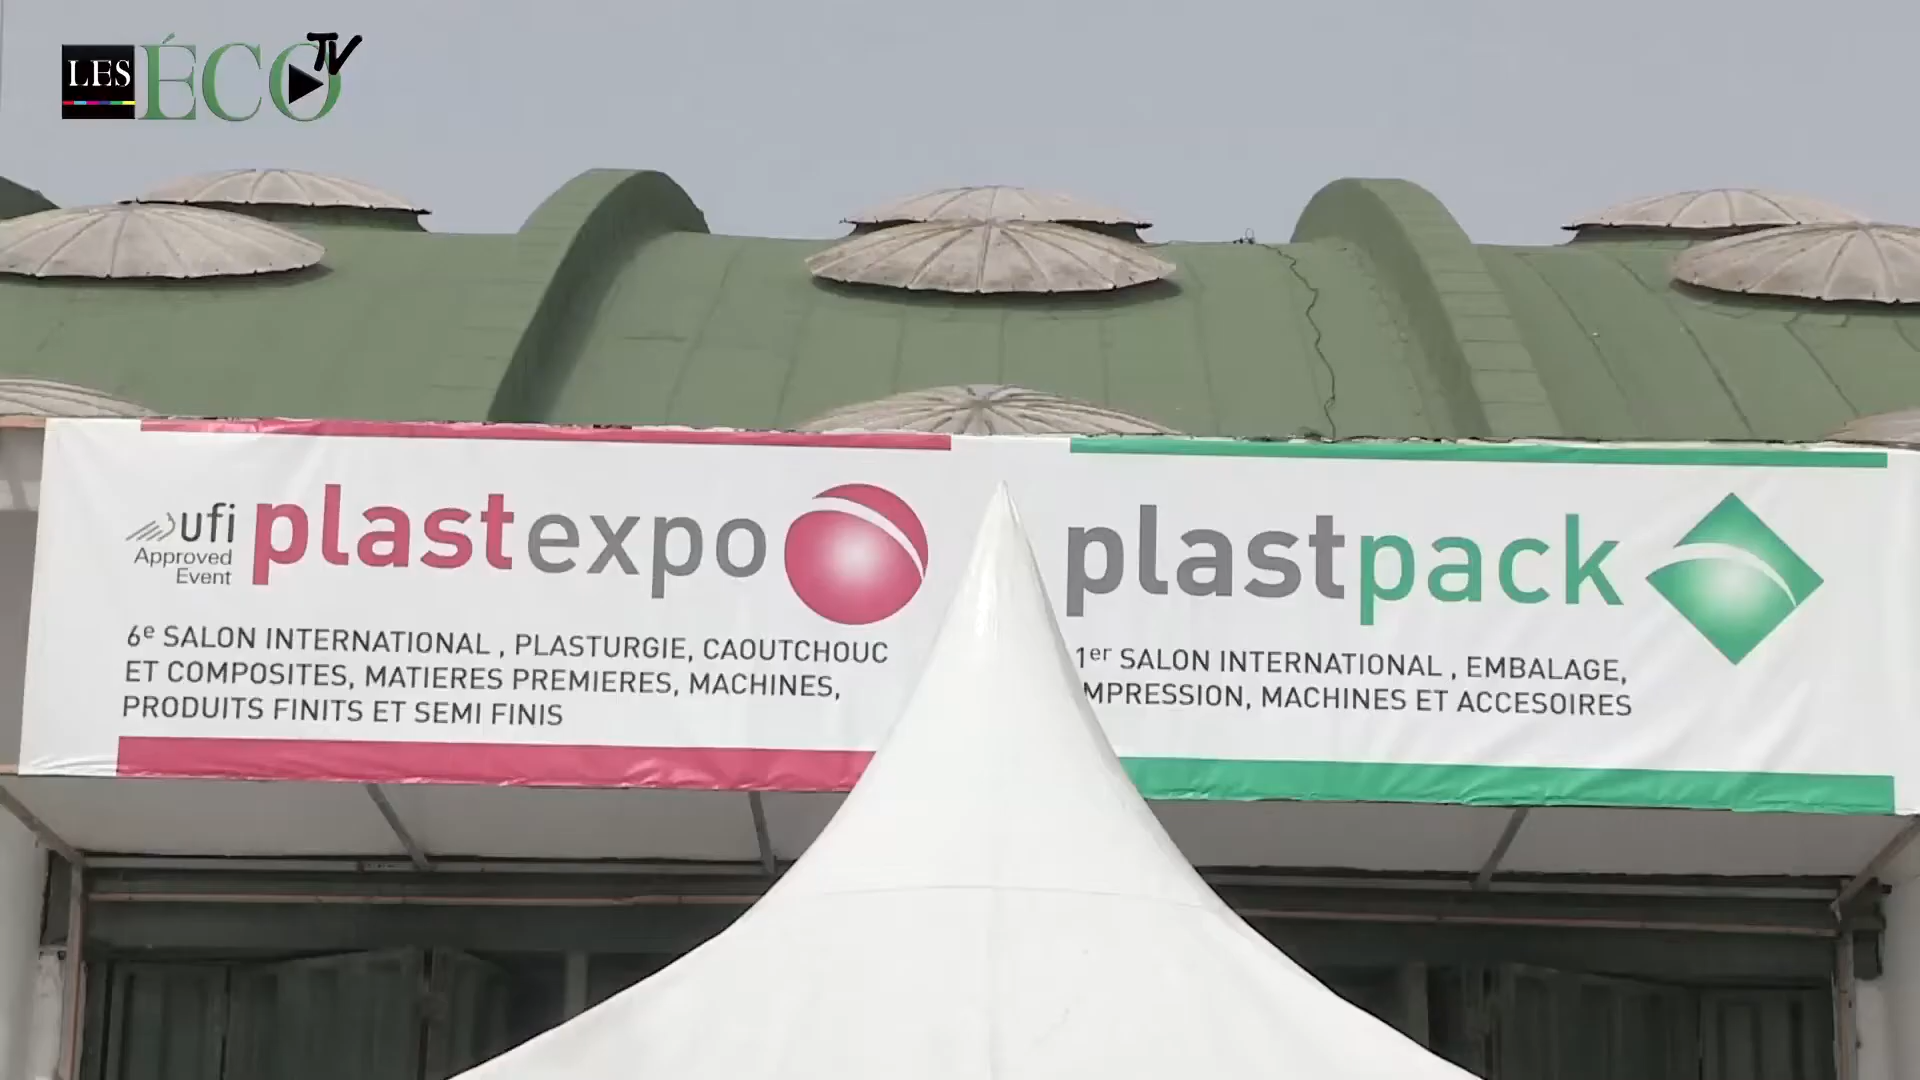 LES ÉCO TV
ufi
Approved
Event
plastexpo
6e SALON INTERNATIONAL , PLASTURGIE, CAOUTCHOUC
ET COMPOSITES, MATIERES PREMIERES, MACHINES,
PRODUITS FINITS ET SEMI FINIS
plastpack
1er SALON INTERNATIONAL , EMBALAGE,
MPRESSION, MACHINES ET ACCESOIRES